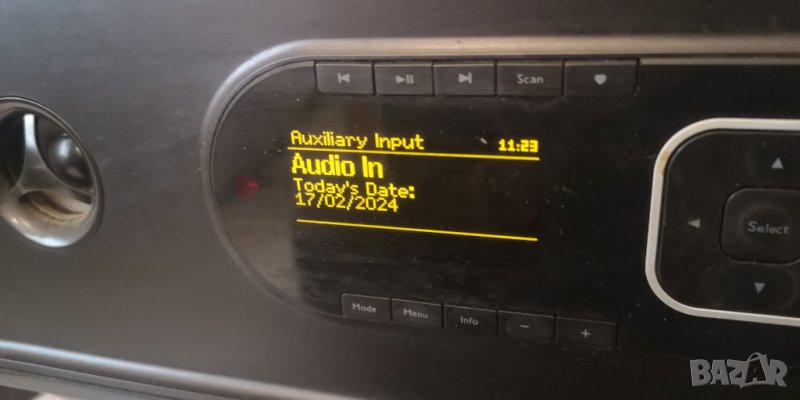 Scan
Auxiliary Input 11:23
Audio In
Today's Date:
17/02/2024
Select
Mode Menu Info − +
BAZAR